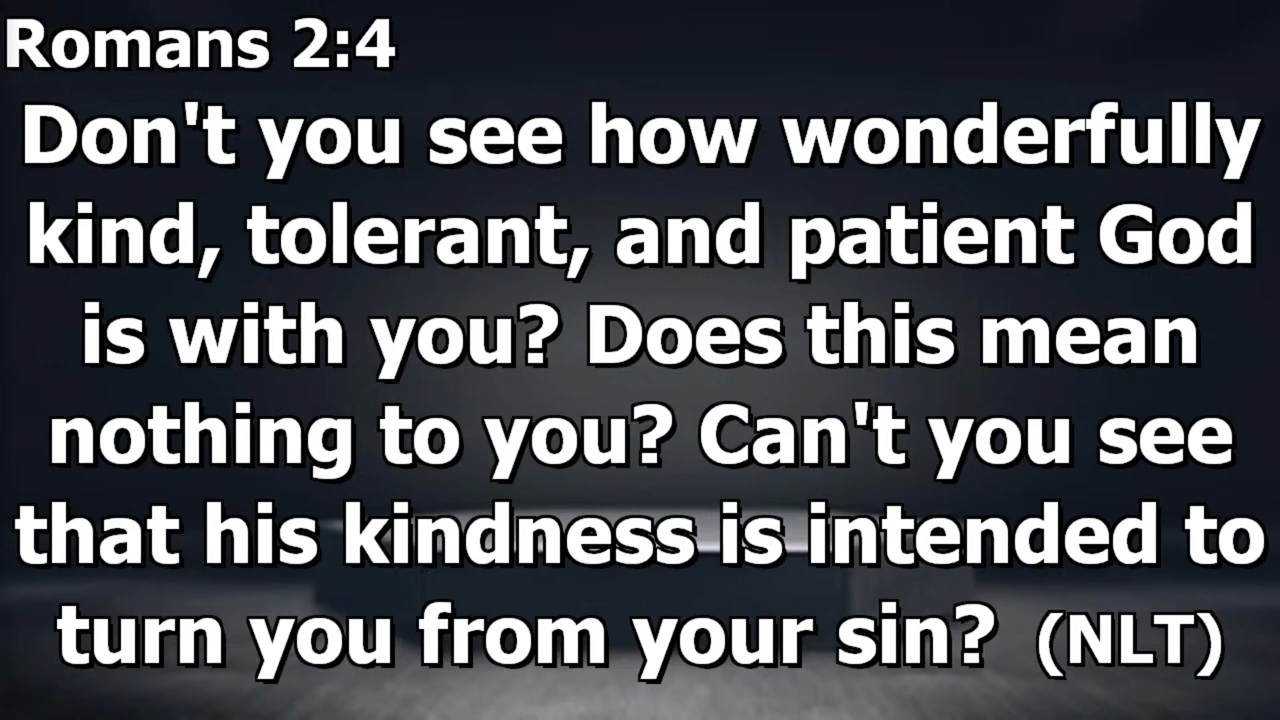 Romans 2:4
Don't you see how wonderfully
kind, tolerant, and patient God
is with you? Does this mean
nothing to you? Can't you see
that his kindness is intended to
turn you from your sin? (NLT)